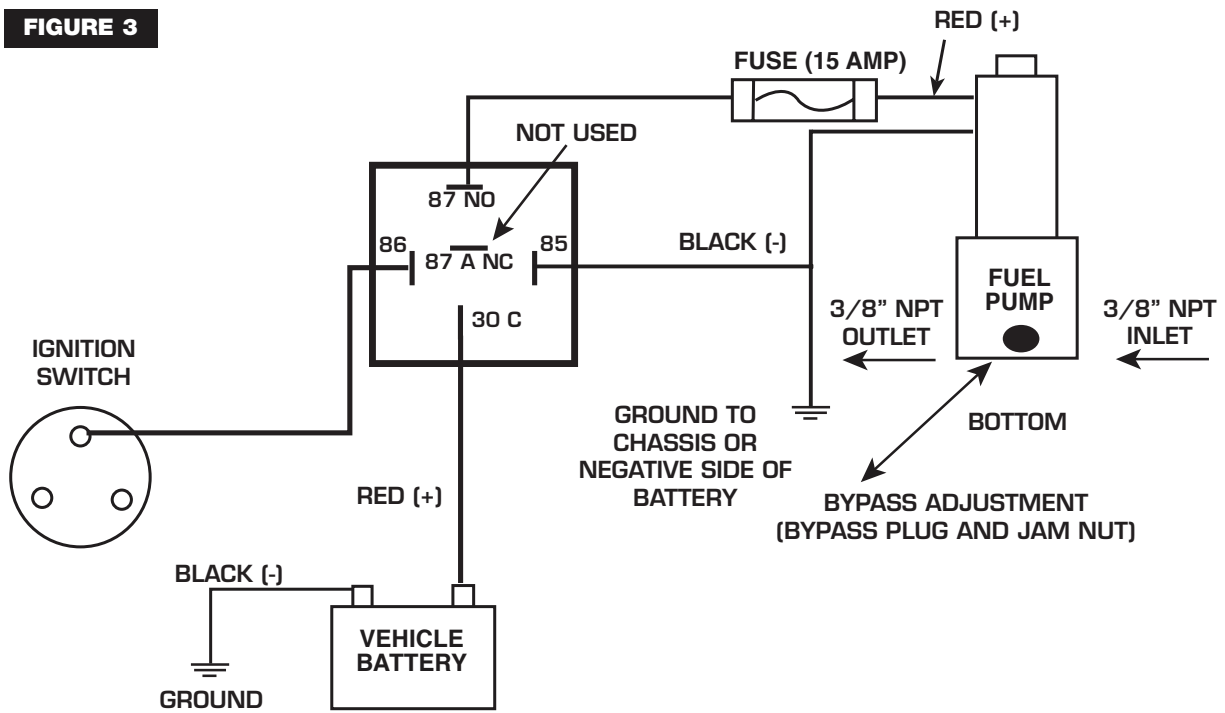 FIGURE 3
RED (+)
FUSE (15 AMP)
NOT USED
87 NO
86
87 A NC
85
BLACK (-)
30 C
FUEL
PUMP
3/8” NPT
OUTLET
3/8” NPT
INLET
IGNITION
SWITCH
GROUND TO
CHASSIS OR
NEGATIVE SIDE OF
BATTERY
BOTTOM
RED (+)
BYPASS ADJUSTMENT
(BYPASS PLUG AND JAM NUT)
BLACK (-)
VEHICLE
BATTERY
GROUND